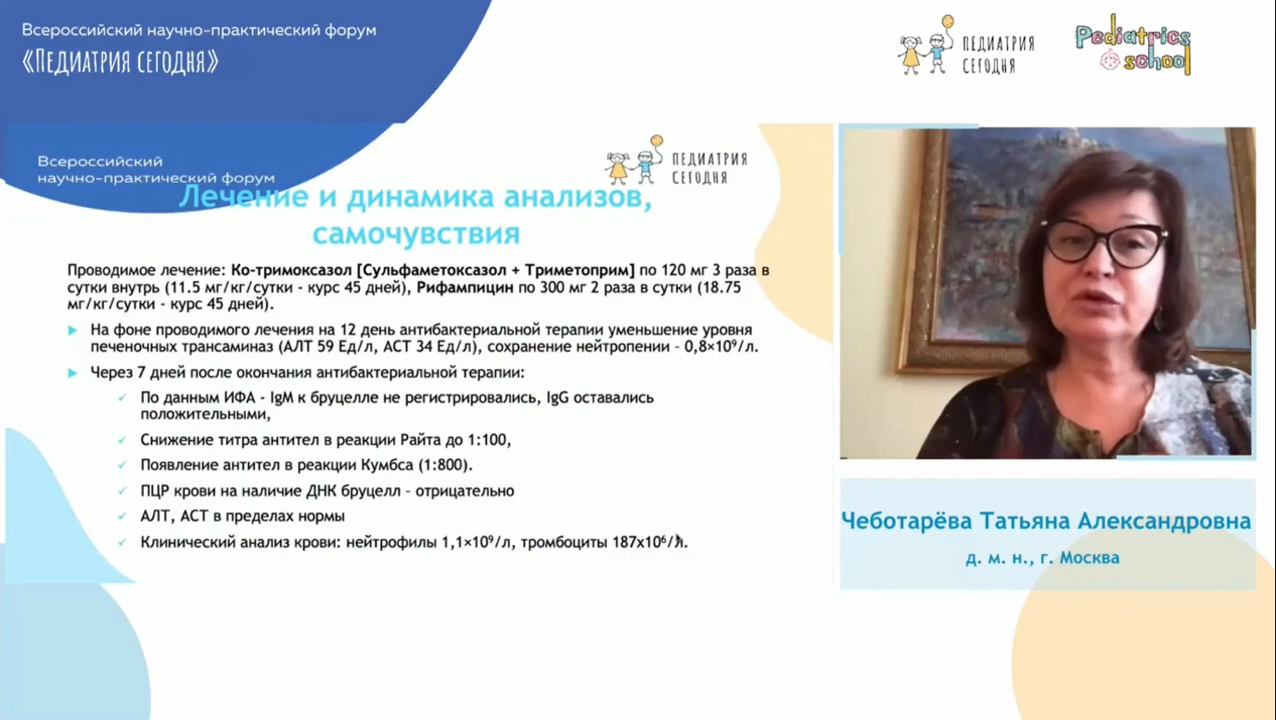 Всероссийский научно-практический форум
«Педиатрия сегодня»
ПЕДИАТРИЯ
СЕГОДНЯ
Pediatrics
school
Всероссийский
научно-практический форум
ПЕДИАТРИЯ
СЕГОДНЯ
Лечение и динамика анализов,
самочувствия
Проводимое лечение: Ко-тримоксазол [Сульфаметоксазол + Триметоприм] по 120 мг 3 раза в
сутки внутрь (11.5 мг/кг/сутки - курс 45 дней), Рифампицин по 300 мг 2 раза в сутки (18.75
мг/кг/сутки - курс 45 дней).
На фоне проводимого лечения на 12 день антибактериальной терапии уменьшение уровня
печеночных трансаминаз (АЛТ 59 Ед/л, АСТ 34 Ед/л), сохранение нейтропении – 0,8×10⁹/л.
Через 7 дней после окончания антибактериальной терапии:
По данным ИФА - IgM к бруцелле не регистрировались, IgG оставались
положительными,
Снижение титра антител в реакции Райта до 1:100,
Появление антител в реакции Кумбса (1:800).
ПЦР крови на наличие ДНК бруцелл – отрицательно
АЛТ, АСТ в пределах нормы
Клинический анализ крови: нейтрофилы 1,1×10⁹/л, тромбоциты 187х10⁶/л.
Чеботарёва Татьяна Александровна
д. м. н., г. Москва